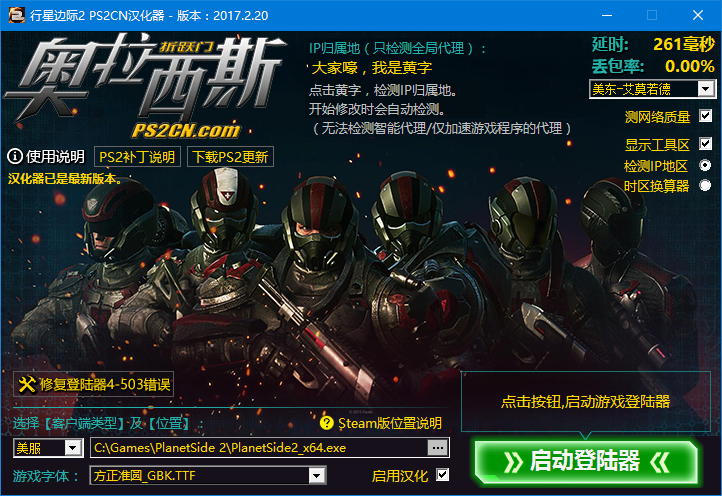 行星边际2 PS2CN汉化器 - 版本：2017.2.20
奥拉西斯
折跃门
PS2CN.com
IP归属地（只检测全局代理）：
大家嚎，我是黄字
点击黄字，检测IP归属地。
开始修改时会自动检测。
（无法检测智能代理/仅加速游戏程序的代理）
延时: 261毫秒
丢包率: 0.00%
美东-艾莫若德
测网络质量
显示工具区
检测IP地区
时区换算器
使用说明 PS2补丁说明 下载PS2更新
汉化器已是最新版本。
修复登陆器4-503错误
选择【客户端类型】及【位置】： Steam版位置说明
美服 C:\Games\PlanetSide 2\PlanetSide2_x64.exe ...
游戏字体： 方正准圆_GBK.TTF 启用汉化
点击按钮,启动游戏登陆器
启动登陆器